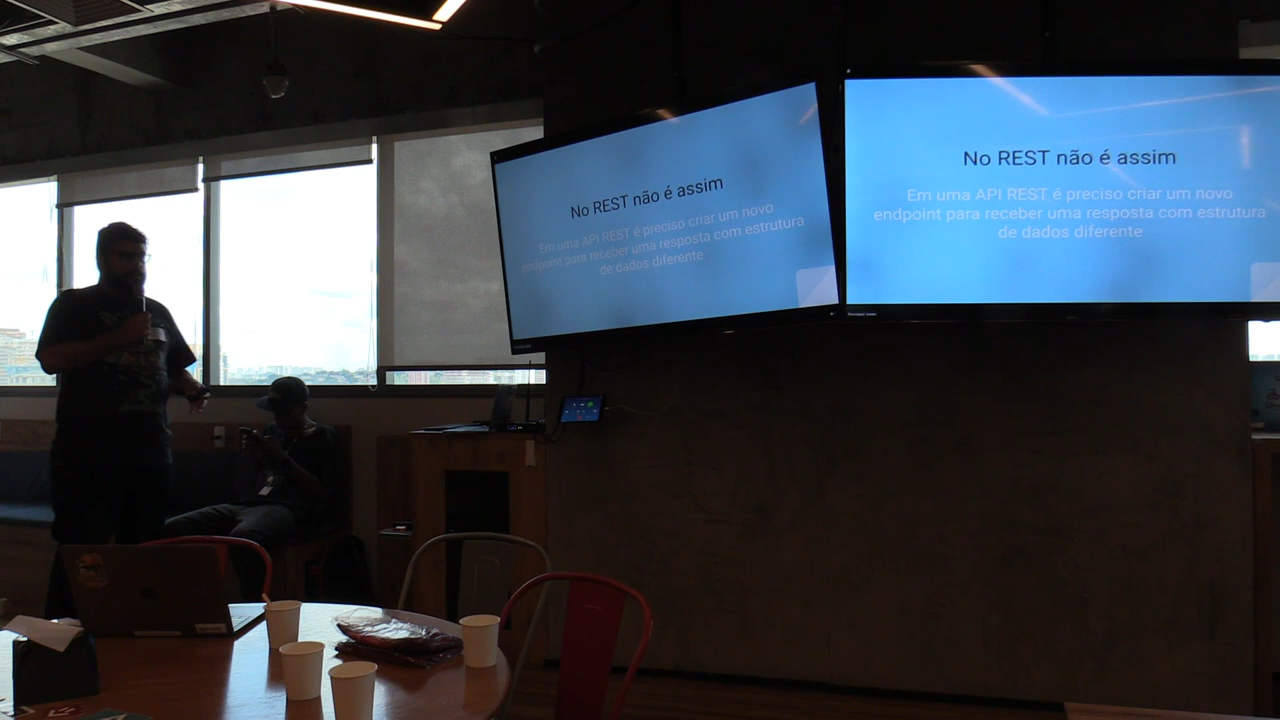 No REST não é assim
Em uma API REST é preciso criar um novo
endpoint para receber uma resposta com estrutura
de dados diferente
No REST não é assim
Em uma API REST é preciso criar um novo
endpoint para receber uma resposta com estrutura
de dados diferente